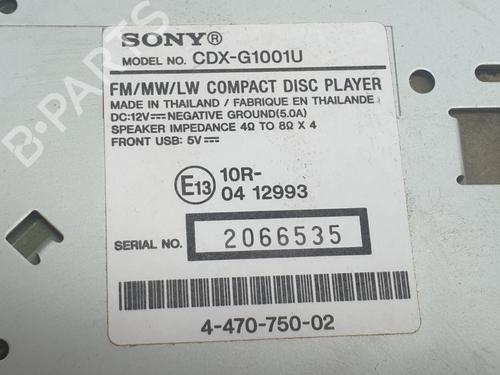 SONY®
MODEL NO. CDX-G1001U
FM/MW/LW COMPACT DISC PLAYER
MADE IN THAILAND / FABRIQUE EN THAILANDE
DC:12V⎓NEGATIVE GROUND(5.0A)
SPEAKER IMPEDANCE 4Ω TO 8Ω X 4
FRONT USB: 5V⎓
E13 10R-
04 12993
SERIAL NO. 2066535
4-470-750-02
B-PARTS